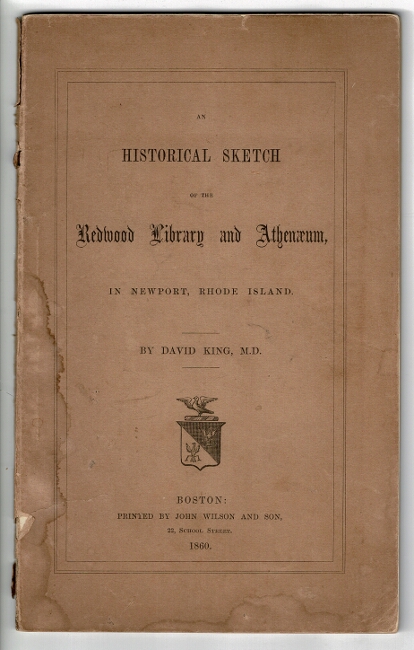 AN
HISTORICAL SKETCH
OF THE
Redwood Library and Athenæum,
IN NEWPORT, RHODE ISLAND.
BY DAVID KING, M.D.
BOSTON:
PRINTED BY JOHN WILSON AND SON,
22, SCHOOL STREET.
1860.